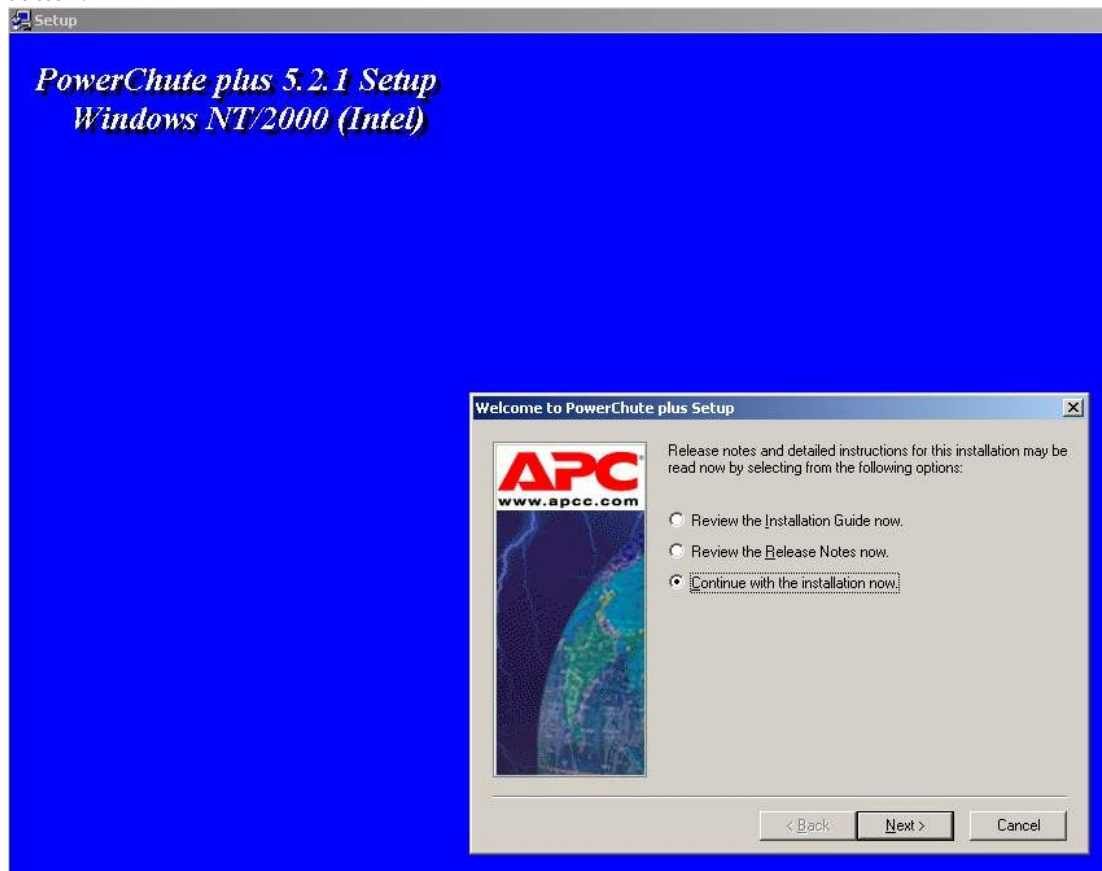 Setup
PowerChute plus 5.2.1 Setup
Windows NT/2000 (Intel)
Welcome to PowerChute plus Setup
APC
www.apcc.com
Release notes and detailed instructions for this installation may be
read now by selecting from the following options:
Review the Installation Guide now.
Review the Release Notes now.
Continue with the installation now.
< Back
Next >
Cancel